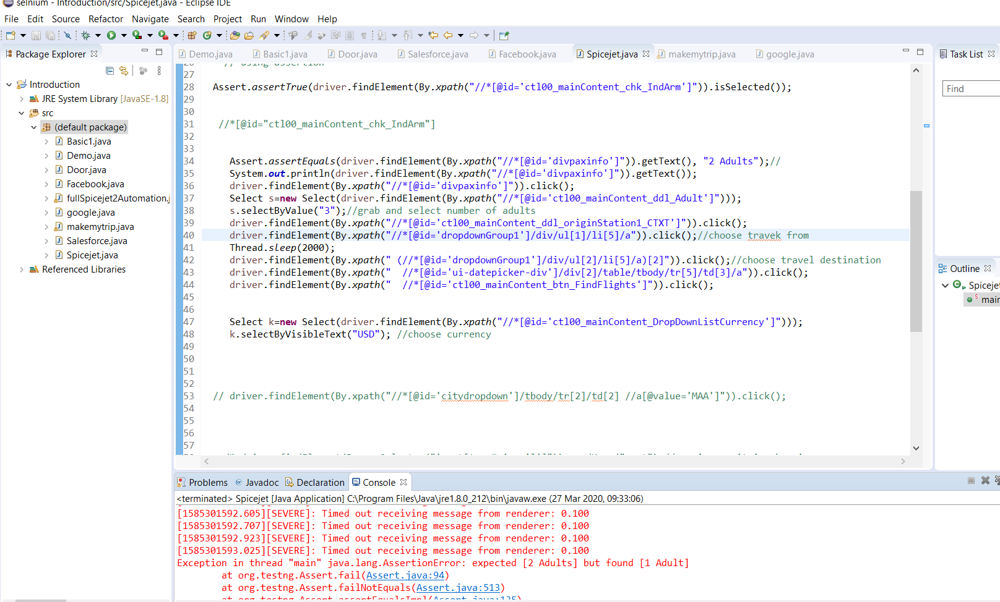 selnium - Introduction/src/Spicejet.java - Eclipse IDE
File Edit Source Refactor Navigate Search Project Run Window Help
Package Explorer
Demo.java Basic1.java Door.java Salesforce.java Facebook.java Spicejet.java makemytrip.java google.java
Task List
Find
Introduction
JRE System Library [JavaSE-1.8]
src
(default package)
Basic1.java
Demo.java
Door.java
Facebook.java
fullSpicejet2Automation.j
google.java
makemytrip.java
Salesforce.java
Spicejet.java
Referenced Libraries
26 // using assertion
27
28 Assert.assertTrue(driver.findElement(By.xpath("//*[@id='ctl00_mainContent_chk_IndArm']")).isSelected());
29
30
31 //*[@id="ctl00_mainContent_chk_IndArm"]
32
33
34 Assert.assertEquals(driver.findElement(By.xpath("//*[@id='divpaxinfo']")).getText(), "2 Adults");//
35 System.out.println(driver.findElement(By.xpath("//*[@id='divpaxinfo']")).getText());
36 driver.findElement(By.xpath("//*[@id='divpaxinfo']")).click();
37 Select s=new Select(driver.findElement(By.xpath("//*[@id='ctl00_mainContent_ddl_Adult']")));
38 s.selectByValue("3");//grab and select number of adults
39 driver.findElement(By.xpath("//*[@id='ctl00_mainContent_ddl_originStation1_CTXT']")).click();
40 driver.findElement(By.xpath("//*[@id='dropdownGroup1']/div/ul[1]/li[5]/a")).click();//choose travek from
41 Thread.sleep(2000);
42 driver.findElement(By.xpath(" (//*[@id='dropdownGroup1']/div/ul[2]/li[5]/a)[2]")).click();//choose travel destination
43 driver.findElement(By.xpath("  //*[@id='ui-datepicker-div']/div[2]/table/tbody/tr[5]/td[3]/a")).click();
44 driver.findElement(By.xpath("  //*[@id='ctl00_mainContent_btn_FindFlights']")).click();
45
46
47 Select k=new Select(driver.findElement(By.xpath("//*[@id='ctl00_mainContent_DropDownListCurrency']")));
48 k.selectByVisibleText("USD"); //choose currency
49
50
51
52
53 // driver.findElement(By.xpath("//*[@id='citydropdown']/tbody/tr[2]/td[2] //a[@value='MAA']")).click();
54
55
56
57
Outline
Spicejet
main
Problems Javadoc Declaration Console
<terminated> Spicejet [Java Application] C:\Program Files\Java\jre1.8.0_212\bin\javaw.exe (27 Mar 2020, 09:33:06)
[1585301592.605][SEVERE]: Timed out receiving message from renderer: 0.100
[1585301592.707][SEVERE]: Timed out receiving message from renderer: 0.100
[1585301592.923][SEVERE]: Timed out receiving message from renderer: 0.100
[1585301593.025][SEVERE]: Timed out receiving message from renderer: 0.100
Exception in thread "main" java.lang.AssertionError: expected [2 Adults] but found [1 Adult]
at org.testng.Assert.fail(Assert.java:94)
at org.testng.Assert.failNotEquals(Assert.java:513)
at org.testng.Assert.assertEqualsImpl(Assert.java:135)